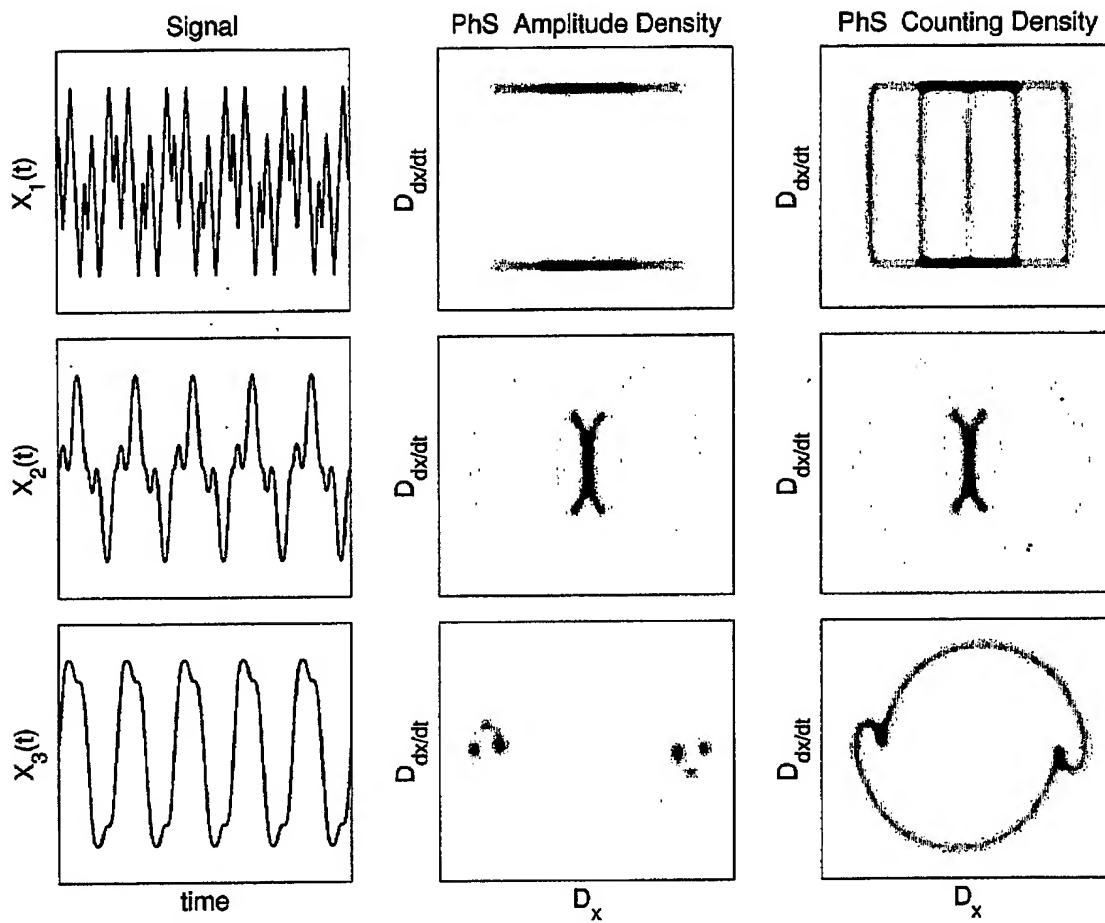 Signal
PhS Amplitude Density
PhS Counting Density
X1(t)
Ddx/dt
Ddx/dt
X2(t)
Ddx/dt
Ddx/dt
X3(t)
Ddx/dt
Ddx/dt
time
Dx
Dx